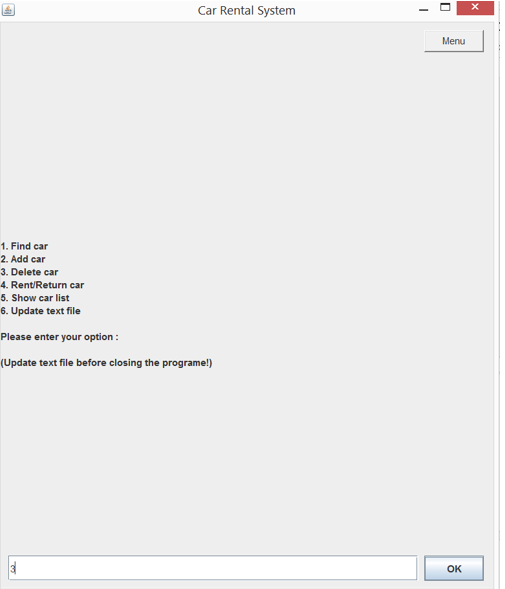 Car Rental System
Menu
1. Find car
2. Add car
3. Delete car
4. Rent/Return car
5. Show car list
6. Update text file
Please enter your option :
(Update text file before closing the programe!)
3
OK